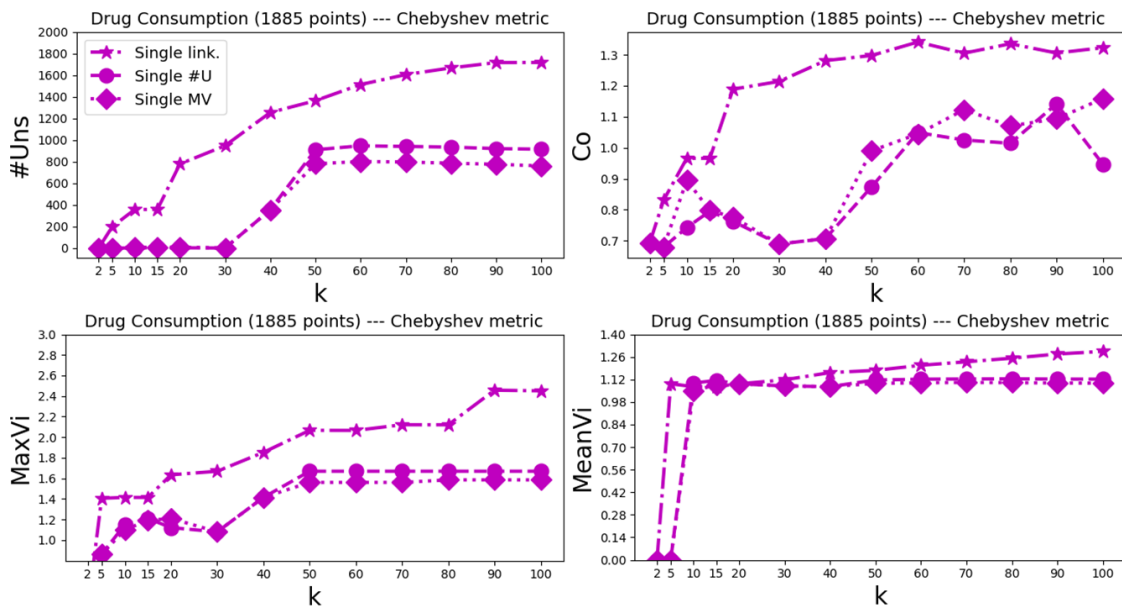 Drug Consumption (1885 points) --- Chebyshev metric
2000
1800
1600
1400
1200
1000
800
600
400
200
0
#Uns
Single link.
Single #U
Single MV
2 5 10 15 20 30 40 50 60 70 80 90 100
k
Drug Consumption (1885 points) --- Chebyshev metric
1.3
1.2
1.1
1.0
0.9
0.8
0.7
Co
2 5 10 15 20 30 40 50 60 70 80 90 100
k
Drug Consumption (1885 points) --- Chebyshev metric
3.0
2.8
2.6
2.4
2.2
2.0
1.8
1.6
1.4
1.2
1.0
MaxVi
2 5 10 15 20 30 40 50 60 70 80 90 100
k
Drug Consumption (1885 points) --- Chebyshev metric
1.40
1.26
1.12
0.98
0.84
0.70
0.56
0.42
0.28
0.14
0.00
MeanVi
2 5 10 15 20 30 40 50 60 70 80 90 100
k